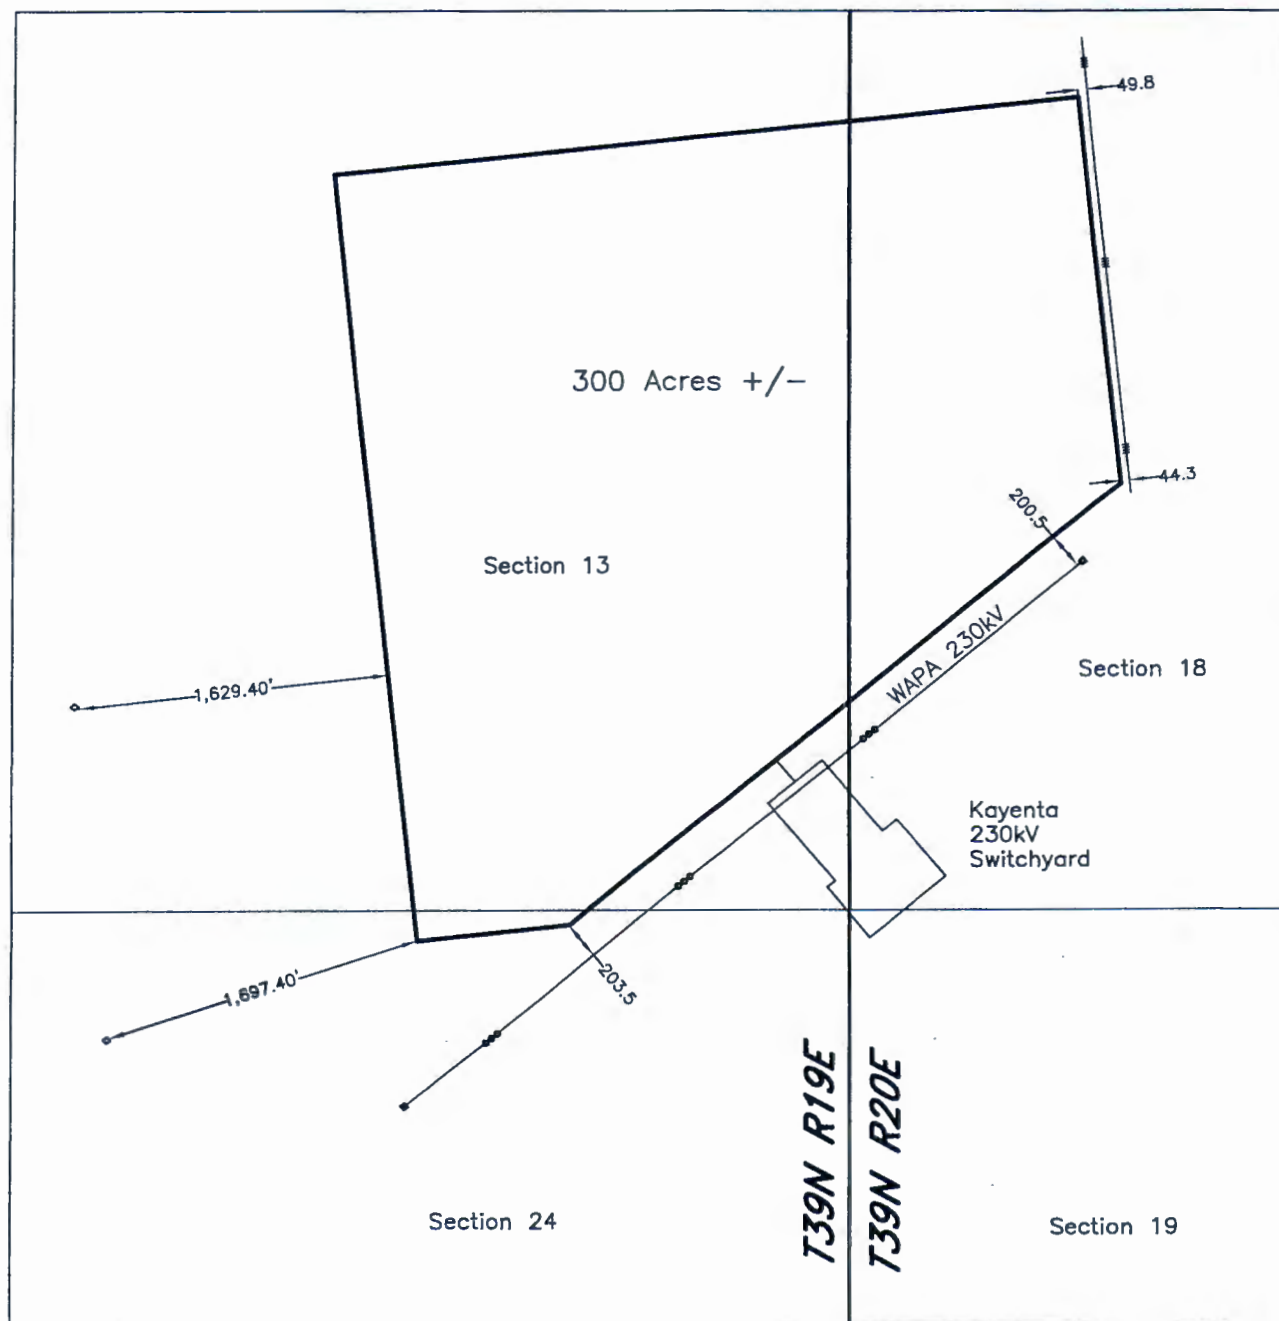 49.8
300 Acres +/-
44.3
200.5
Section 13
WAPA 230kV
Section 18
1,629.40'
Kayenta
230kV
Switchyard
1,697.40'
203.5
T39N R19E
T39N R20E
Section 24
Section 19